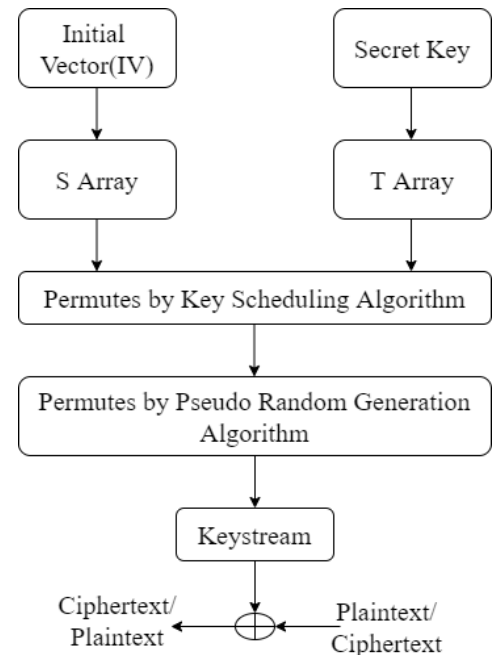 Initial
Vector(IV)
Secret Key
S Array
T Array
Permutes by Key Scheduling Algorithm
Permutes by Pseudo Random Generation
Algorithm
Keystream
Ciphertext/
Plaintext
Plaintext/
Ciphertext